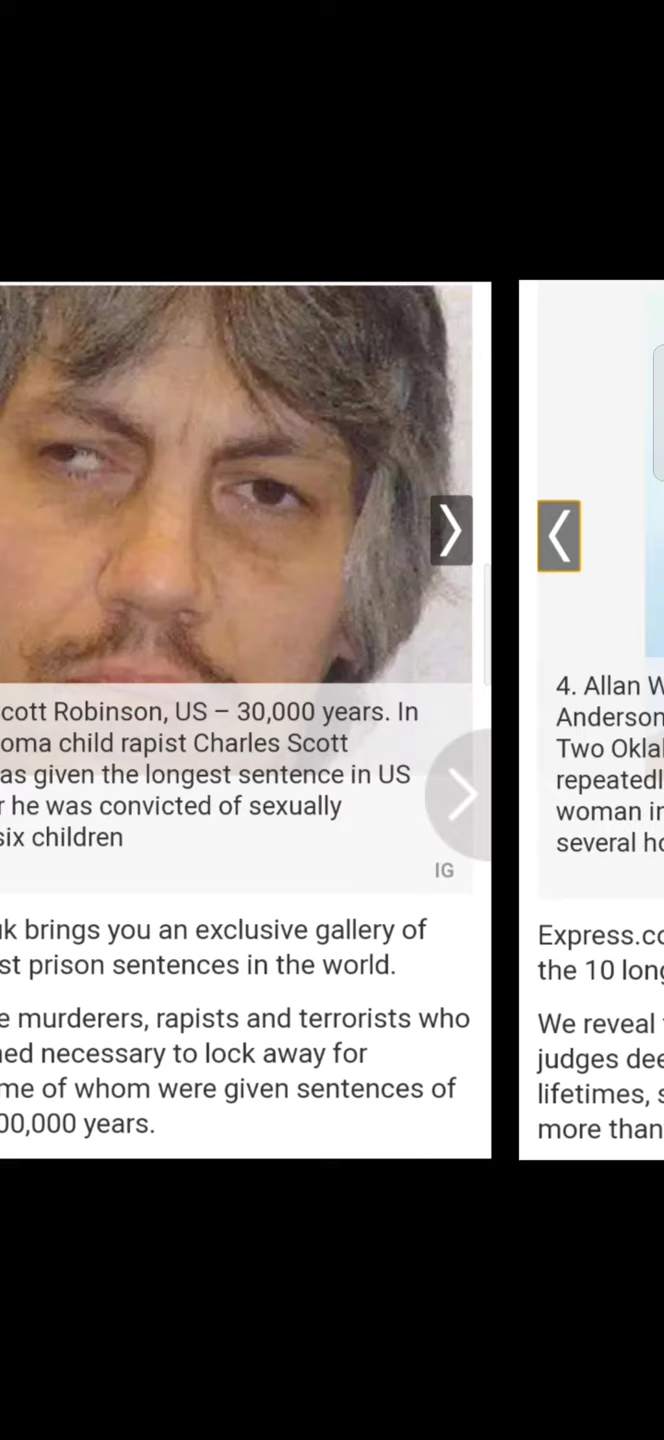 cott Robinson, US – 30,000 years. In
oma child rapist Charles Scott
as given the longest sentence in US
r he was convicted of sexually
six children
IG
uk brings you an exclusive gallery of
st prison sentences in the world.
e murderers, rapists and terrorists who
ned necessary to lock away for
me of whom were given sentences of
00,000 years.
4. Allan W
Anderson
Two Oklal
repeatedl
woman in
several ho
Express.co
the 10 long
We reveal
judges dee
lifetimes, s
more than